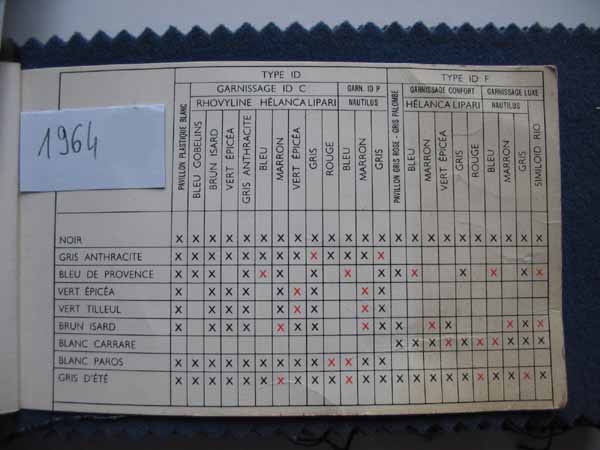 1964
TYPE ID
TYPE ID F
GARNISSAGE ID C
GARN. ID P
GARNISSAGE CONFORT
GARNISSAGE LUXE
RHOVYLINE
HÉLANCA LIPARI
NAUTILUS
HÉLANCA LIPARI
NAUTILUS
PAVILLON PLASTIQUE BLANC
BLEU GOBELINS
BRUN ISARD
VERT ÉPICÉA
GRIS ANTHRACITE
BLEU
MARRON
VERT ÉPICÉA
GRIS
ROUGE
BLEU
MARRON
GRIS
PAVILLON GRIS ROSE - GRIS PALOMBE
BLEU
MARRON
VERT ÉPICÉA
GRIS
ROUGE
BLEU
MARRON
GRIS
SIMILOID RIO
NOIR X X X X X X X X X X X X X X X X X X X X X X X
GRIS ANTHRACITE X X X X X X X X X X X X X
BLEU DE PROVENCE X X X X X X X X X X X X X X X X
VERT ÉPICÉA X X X X X X X X X
VERT TILLEUL X X X X X X X X X
BRUN ISARD X X X X X X X X X X X X X X X
BLANC CARRARE X X X X X X X X X X
BLANC PAROS X X X X X X X X X X X X X
GRIS D'ÉTÉ X X X X X X X X X X X X X X X X X X X X X X X